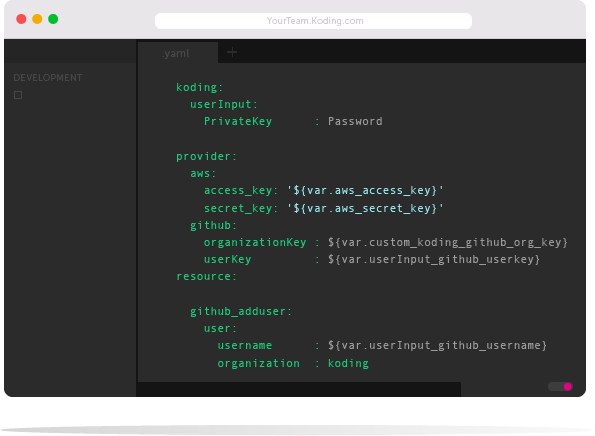 YourTeam.Koding.com
.yaml
DEVELOPMENT
koding:
userInput:
PrivateKey : Password
provider:
aws:
access_key: '${var.aws_access_key}'
secret_key: '${var.aws_secret_key}'
github:
organizationKey : ${var.custom_koding_github_org_key}
userKey : ${var.userInput_github_userkey}
resource:
github_adduser:
user:
username : ${var.userInput_github_username}
organization : koding